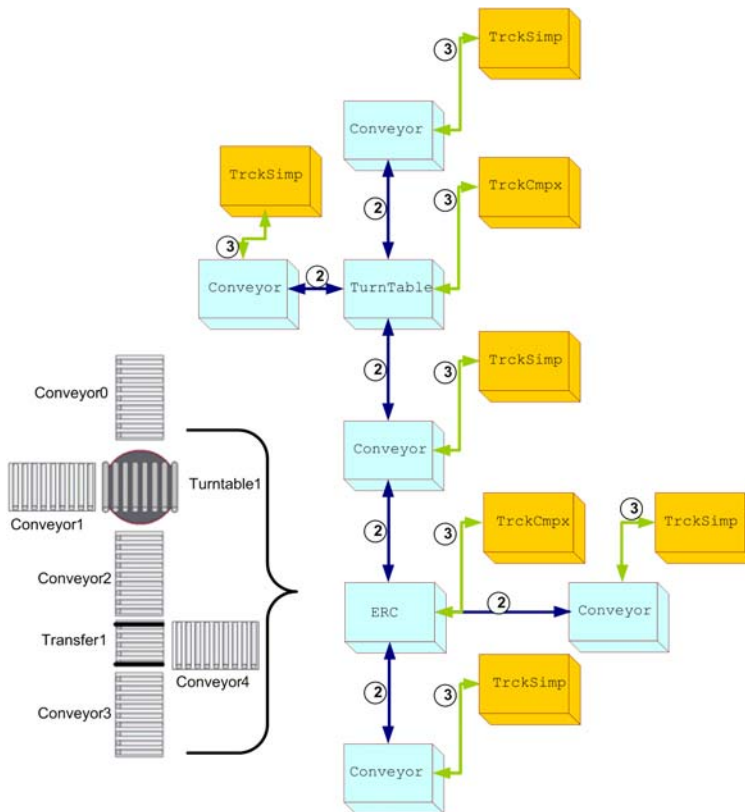 TrckSimp
3
Conveyor
TrckSimp
2
3
TrckCmpx
3
2
Conveyor
TurnTable
2
3
TrckSimp
Conveyor0
Conveyor
Turntable1
Conveyor1
2
3
TrckCmpx
3
TrckSimp
Conveyor2
ERC
2
Conveyor
Transfer1
Conveyor4
2
3
TrckSimp
Conveyor3
Conveyor